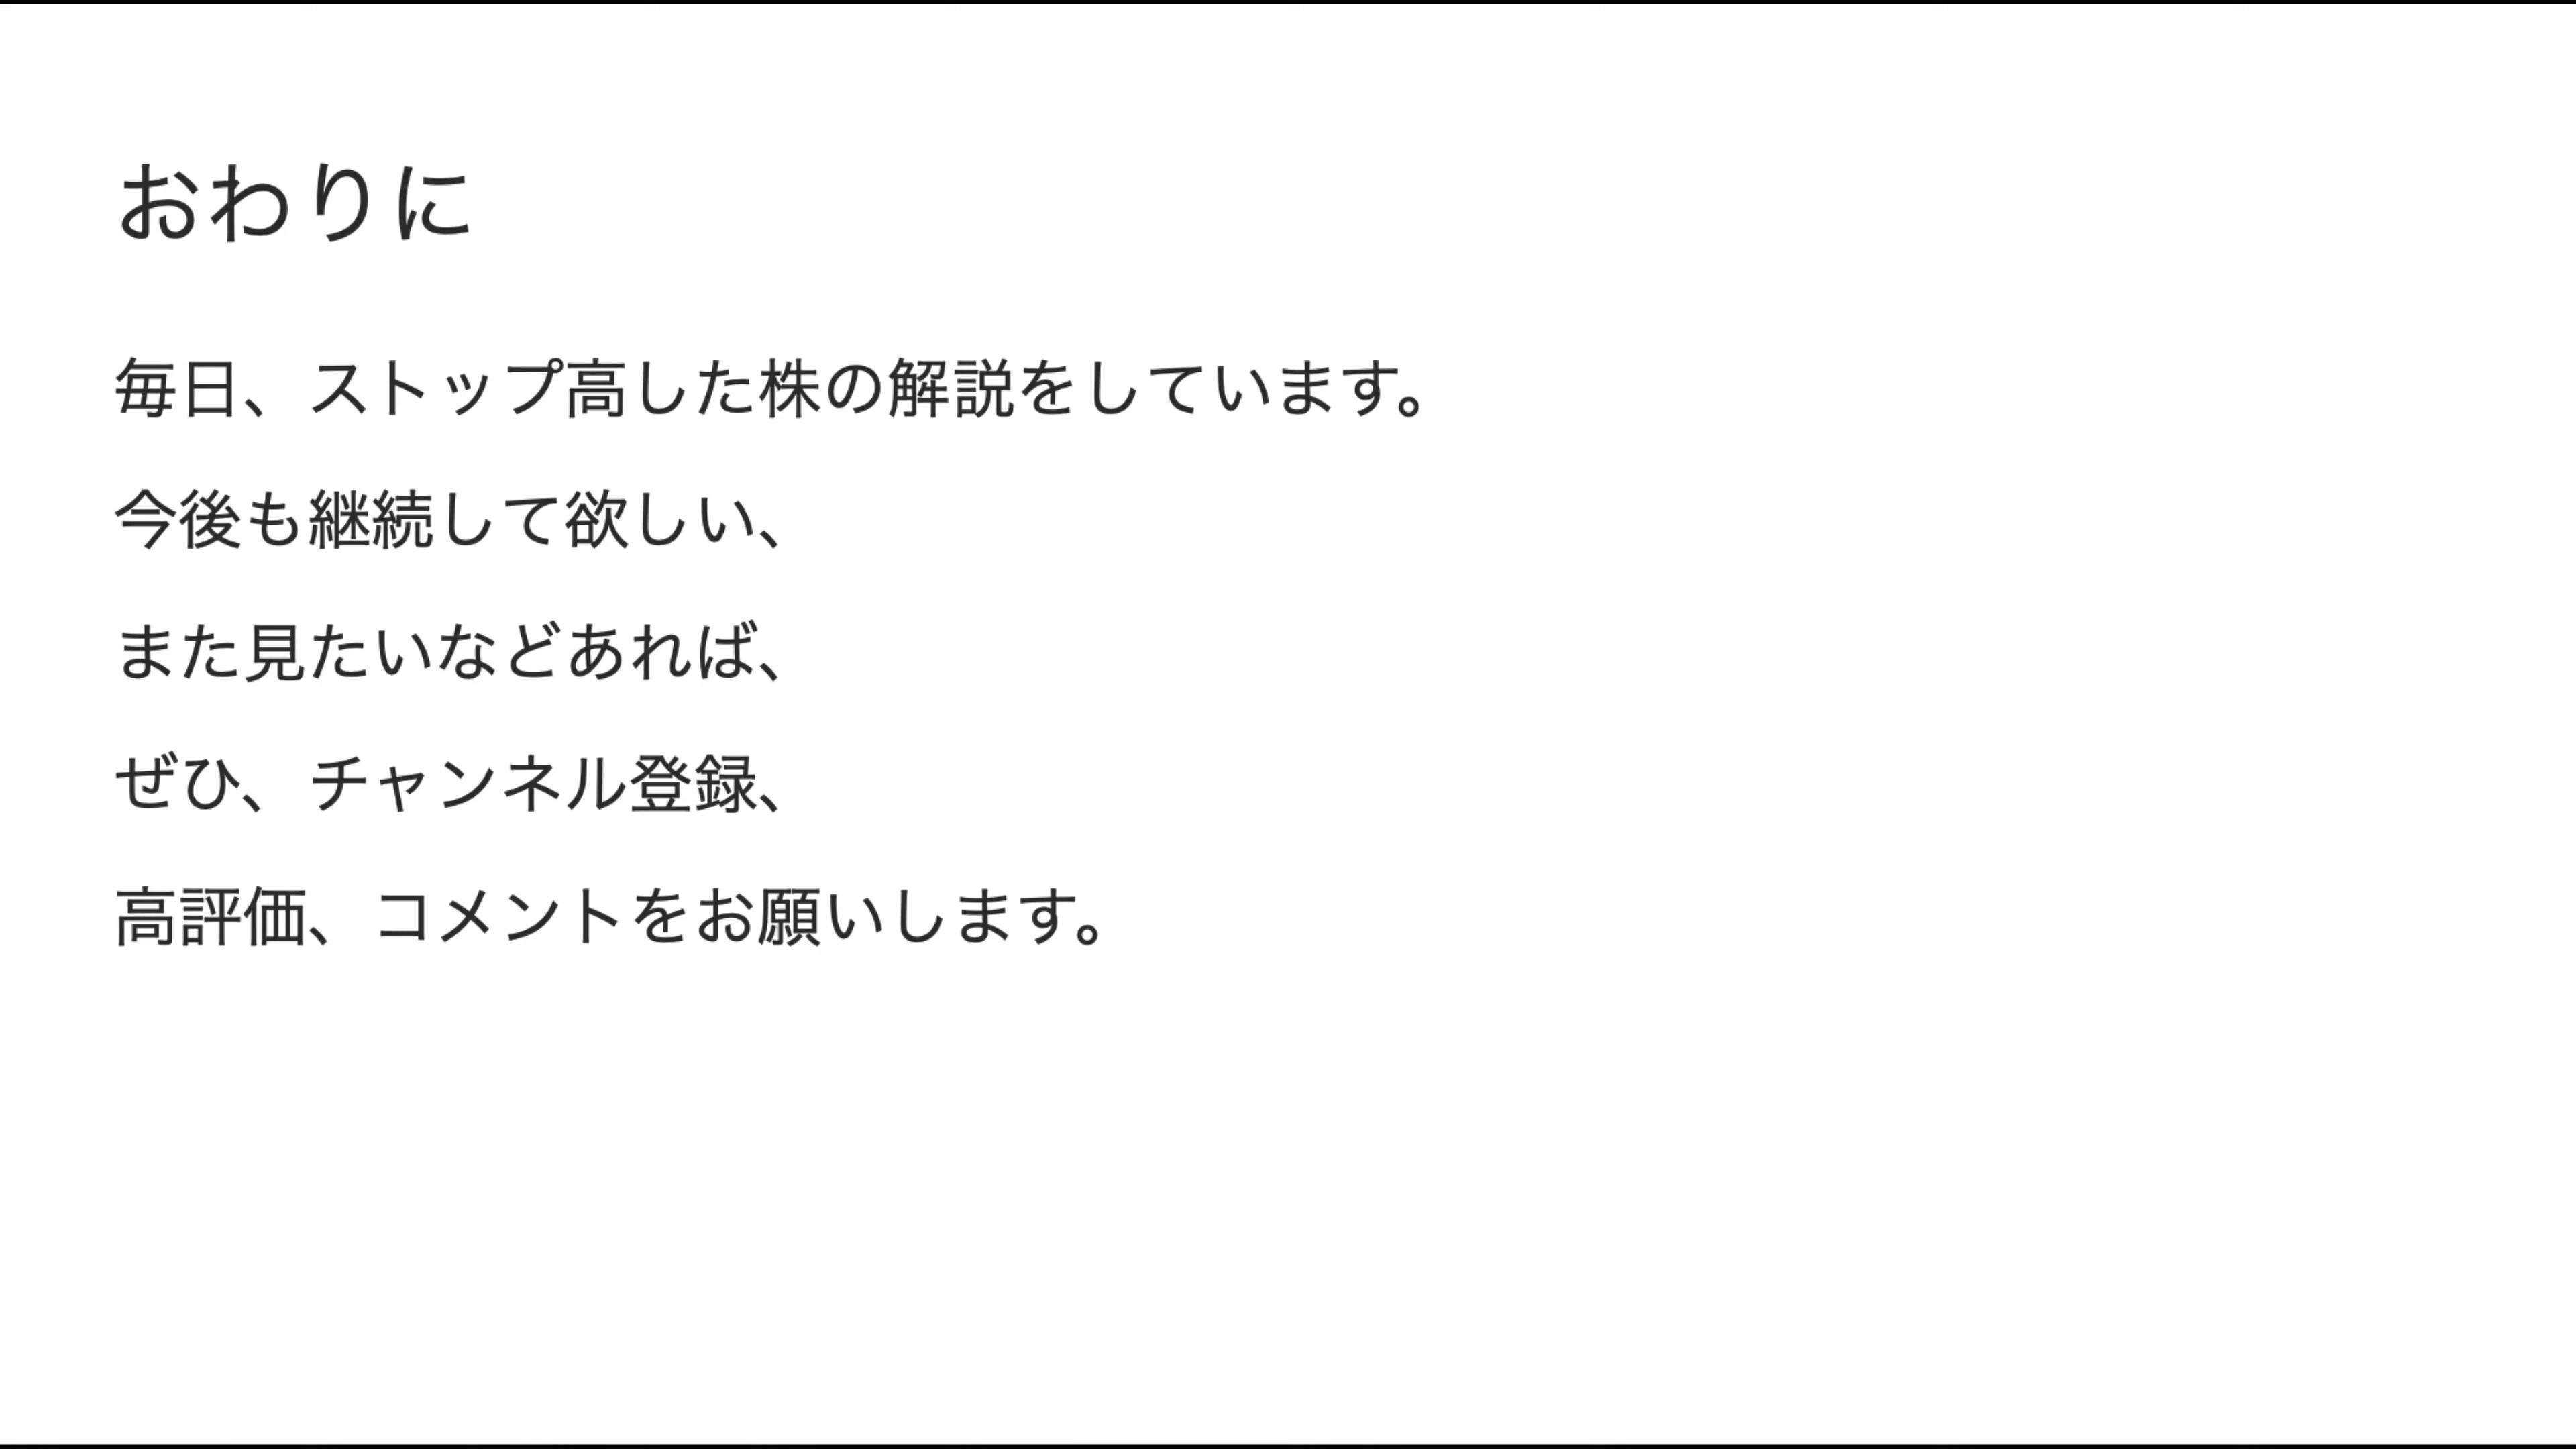 おわりに
毎日、ストップ高した株の解説をしています。
今後も継続して欲しい、
また見たいなどあれば、
ぜひ、チャンネル登録、
高評価、コメントをお願いします。